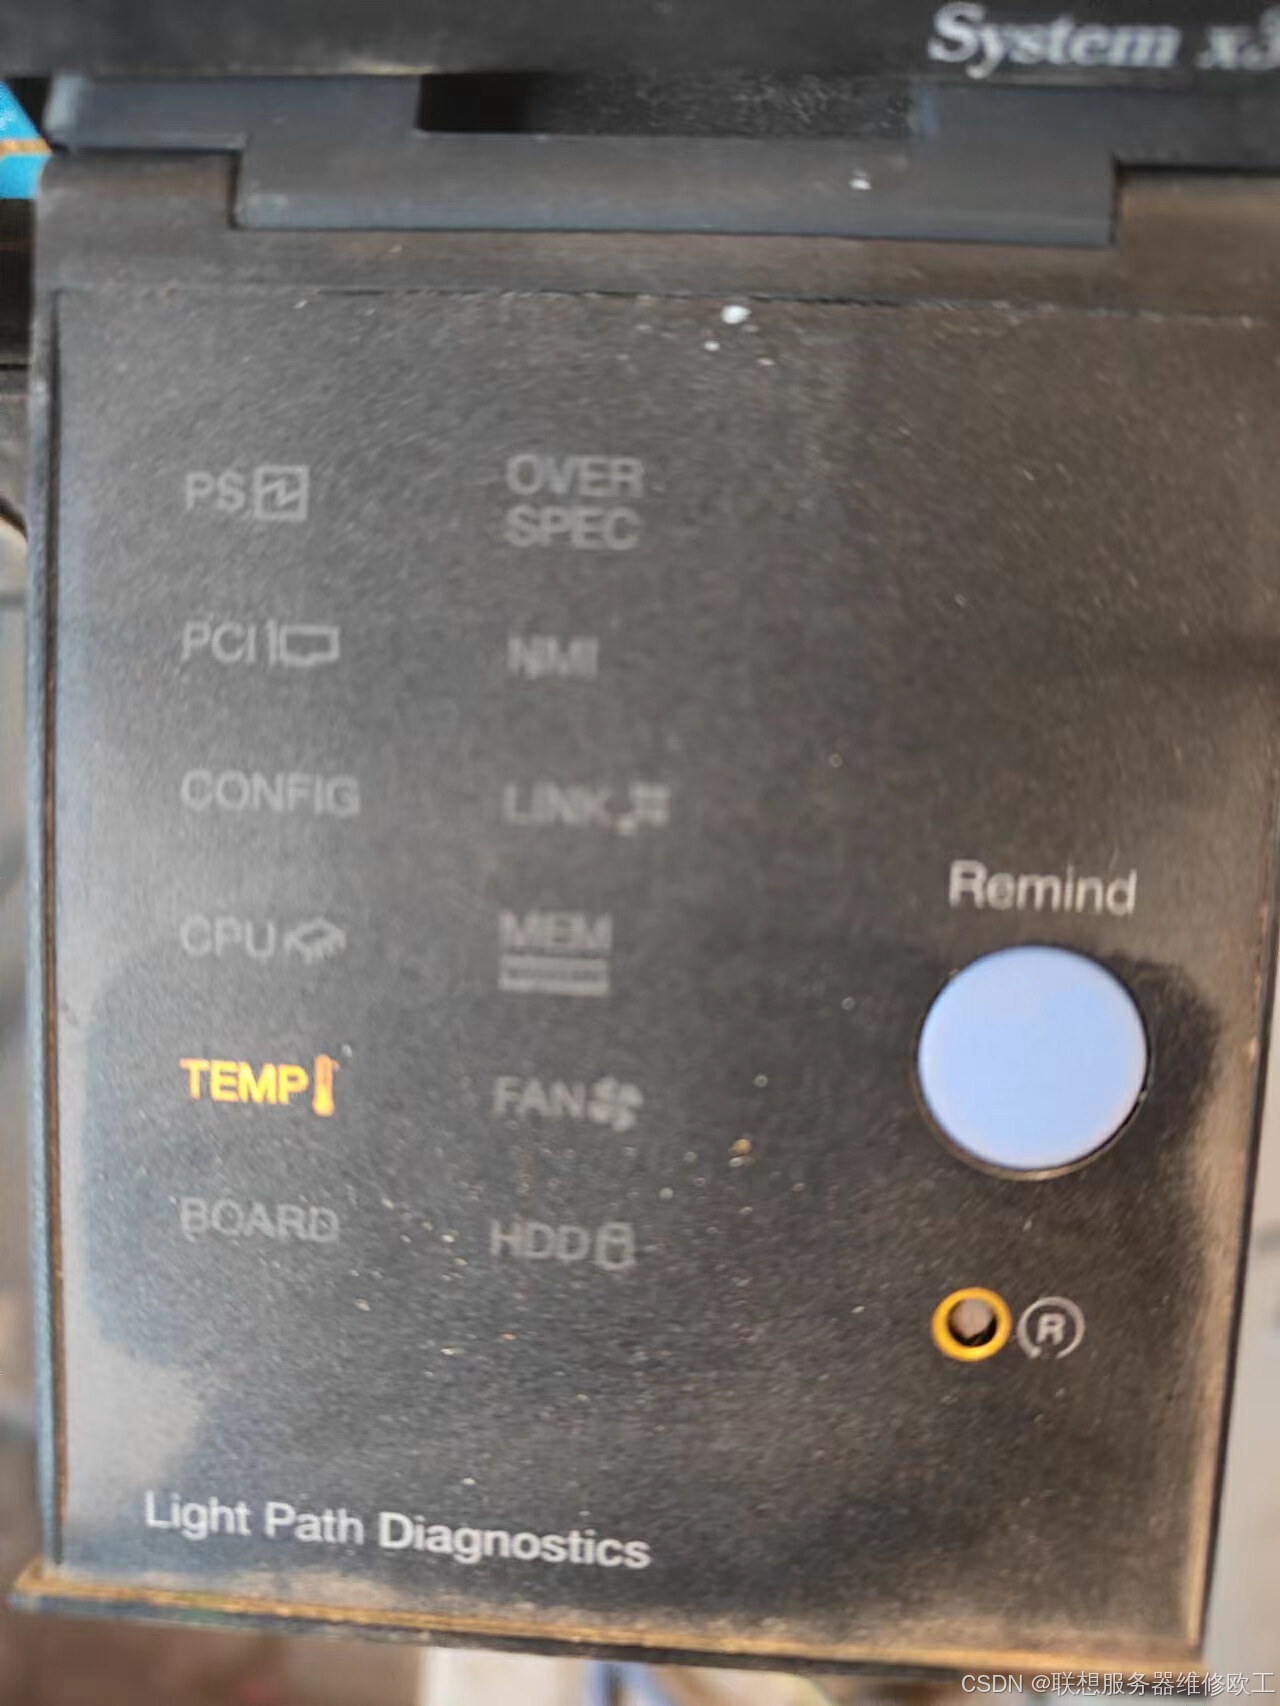 System x3
PS
OVER
SPEC
PCI
NMI
CONFIG
LINK
CPU
MEM
TEMP
FAN
BOARD
HDD
Remind
R
Light Path Diagnostics
CSDN @联想服务器维修欧工